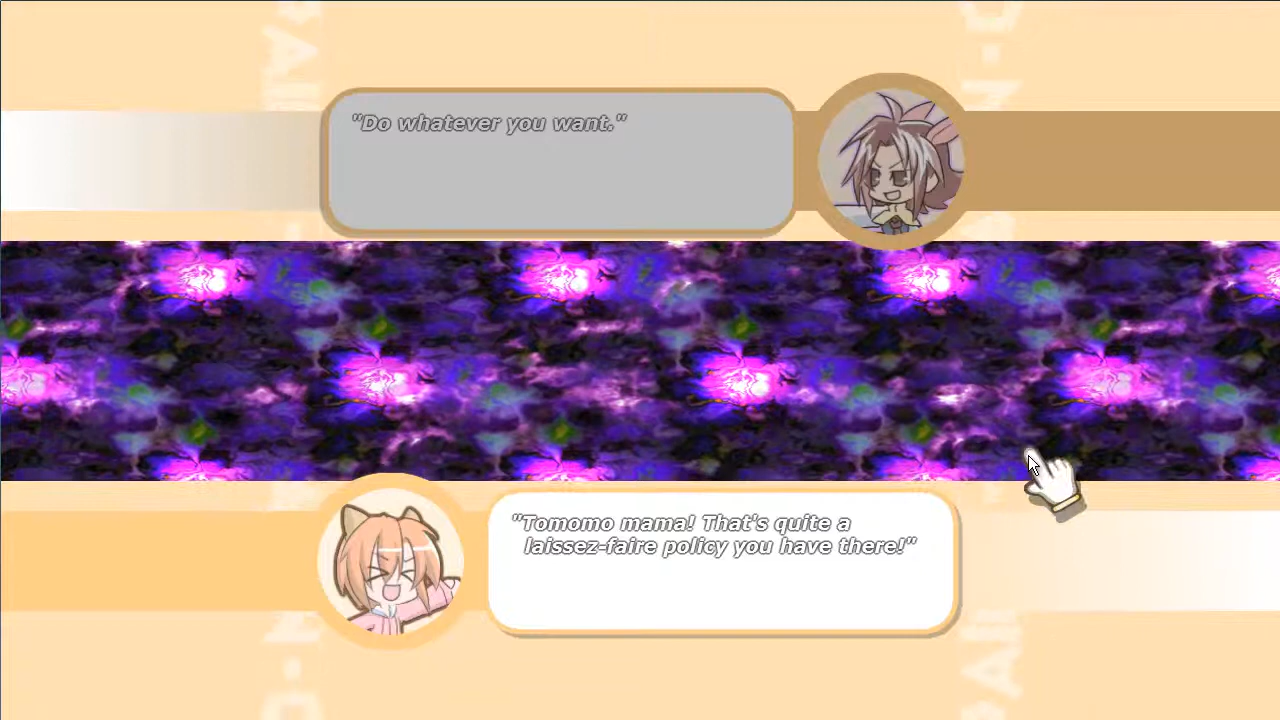 "Do whatever you want."
"Tomomo mama! That's quite a
laissez-faire policy you have there!"